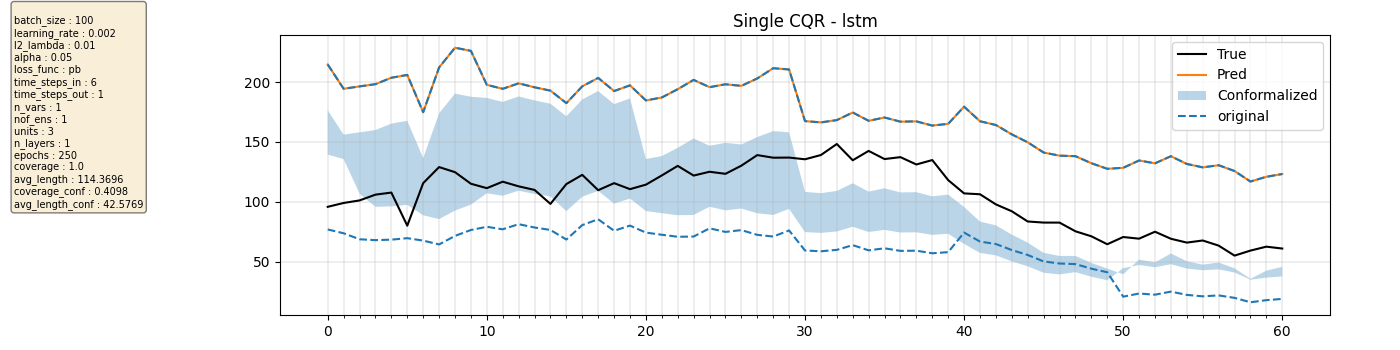 batch_size : 100
learning_rate : 0.002
l2_lambda : 0.01
alpha : 0.05
loss_func : pb
time_steps_in : 6
time_steps_out : 1
n_vars : 1
nof_ens : 1
units : 3
n_layers : 1
epochs : 250
coverage : 1.0
avg_length : 114.3696
coverage_conf : 0.4098
avg_length_conf : 42.5769
Single CQR - lstm
True
Pred
Conformalized
original
200
150
100
50
0 10 20 30 40 50 60